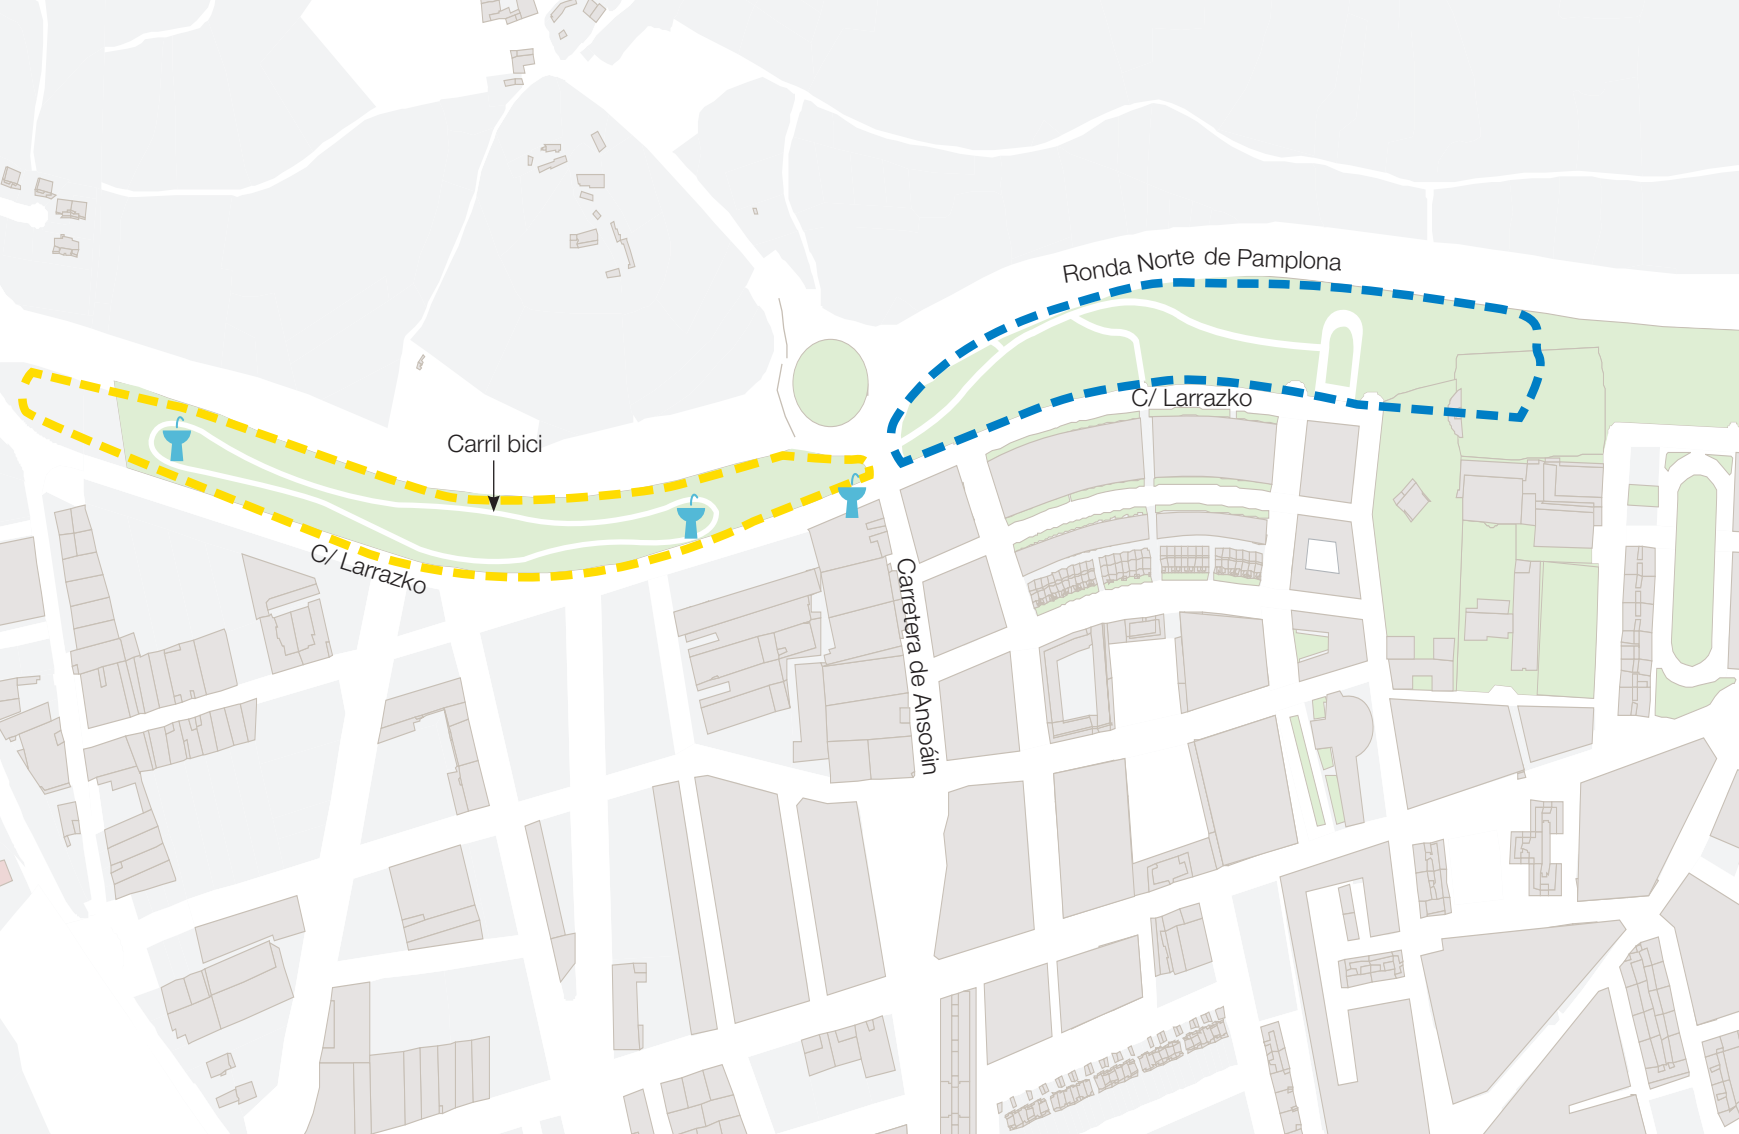 Ronda Norte de Pamplona
C/ Larrazko
Carril bici
C/ Larrazko
Carretera de Ansoáin